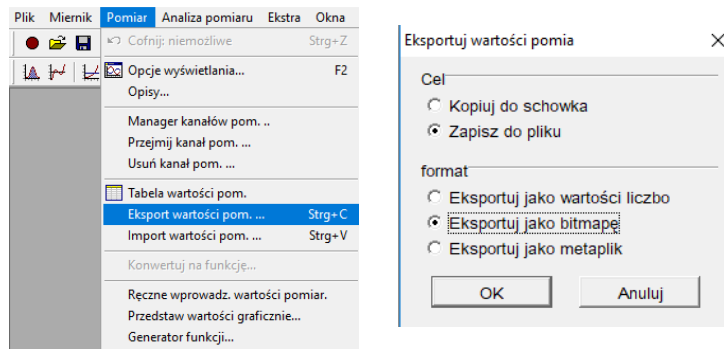 Plik Miernik Pomiar Analiza pomiaru Ekstra Okna
Cofnij: niemożliwe Strg+Z
Opcje wyświetlania... F2
Opisy...
Manager kanałów pom. ..
Przejmij kanał pom. ...
Usuń kanał pom. ...
Tabela wartości pom.
Eksport wartości pom. ... Strg+C
Import wartości pom. ... Strg+V
Konwertuj na funkcję...
Ręczne wprowadz. wartości pomiar.
Przedstaw wartości graficznie...
Generator funkcji...
Eksportuj wartości pomia
Cel
Kopiuj do schowka
Zapisz do pliku
format
Eksportuj jako wartości liczbo
Eksportuj jako bitmapę
Eksportuj jako metaplik
OK Anuluj